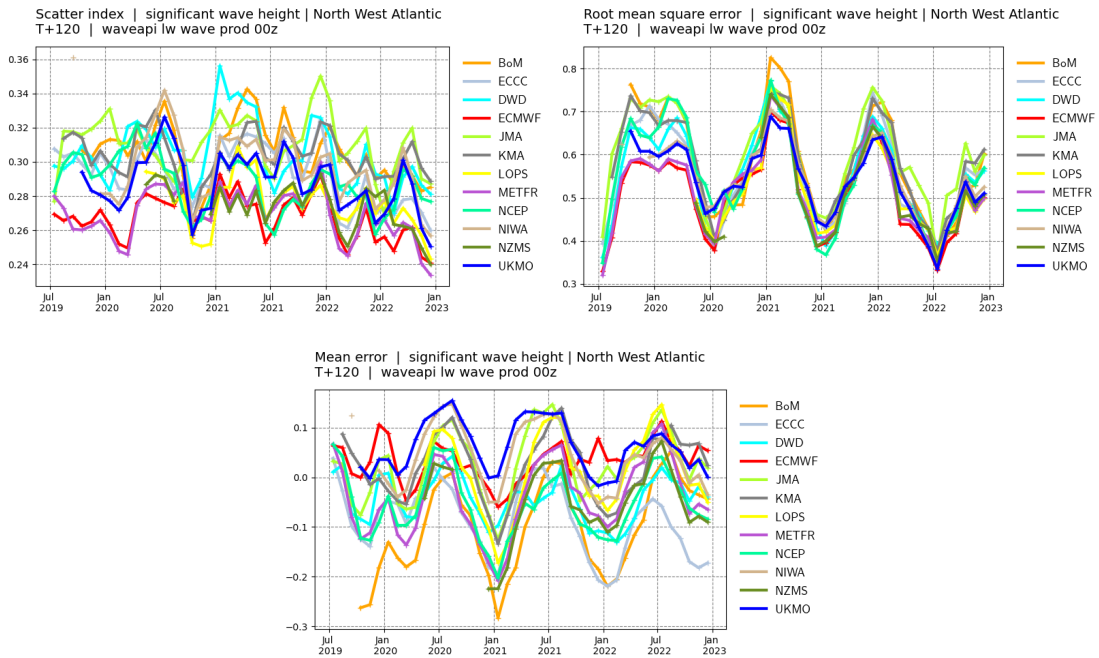 Scatter index | significant wave height | North West Atlantic
T+120 | waveapi lw wave prod 00z
0.36
0.34
0.32
0.30
0.28
0.26
0.24
Jul 2019
Jan 2020
Jul 2020
Jan 2021
Jul 2021
Jan 2022
Jul 2022
Jan 2023
BoM
ECCC
DWD
ECMWF
JMA
KMA
LOPS
METFR
NCEP
NIWA
NZMS
UKMO
Root mean square error | significant wave height | North West Atlantic
T+120 | waveapi lw wave prod 00z
0.8
0.7
0.6
0.5
0.4
0.3
Jul 2019
Jan 2020
Jul 2020
Jan 2021
Jul 2021
Jan 2022
Jul 2022
Jan 2023
BoM
ECCC
DWD
ECMWF
JMA
KMA
LOPS
METFR
NCEP
NIWA
NZMS
UKMO
Mean error | significant wave height | North West Atlantic
T+120 | waveapi lw wave prod 00z
0.1
0.0
−0.1
−0.2
−0.3
Jul 2019
Jan 2020
Jul 2020
Jan 2021
Jul 2021
Jan 2022
Jul 2022
Jan 2023
BoM
ECCC
DWD
ECMWF
JMA
KMA
LOPS
METFR
NCEP
NIWA
NZMS
UKMO